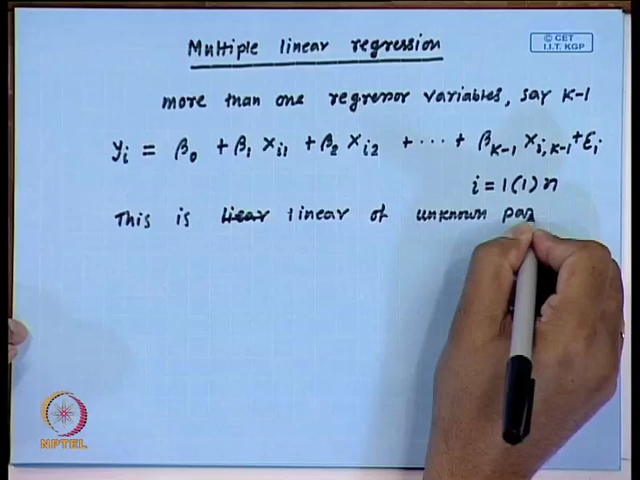 Multiple linear regression
© CET
I.I.T. KGP
more than one regressor variables, say K-1
yi = β0 + β1 xi1 + β2 xi2 + ··· + βK-1 xi,K-1 + εi
i = 1(1)n
This is linear of unknown par
NPTEL